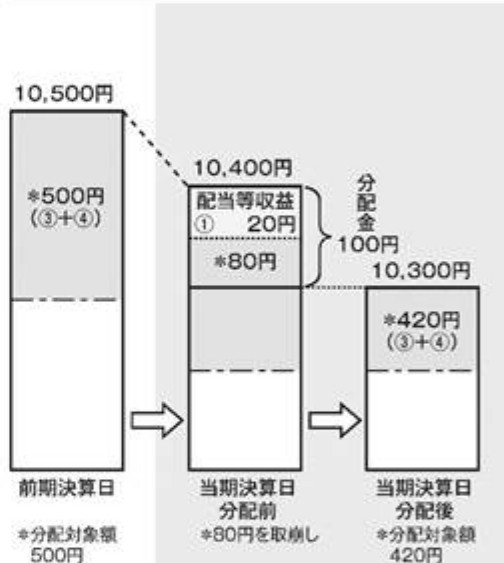 10,500円
*500円
(③+④)
前期決算日
*分配対象額
500円
10,400円
配当等収益
① 20円
*80円
分配金
100円
当期決算日
分配前
*80円を取崩し
10,300円
*420円
(③+④)
当期決算日
分配後
*分配対象額
420円